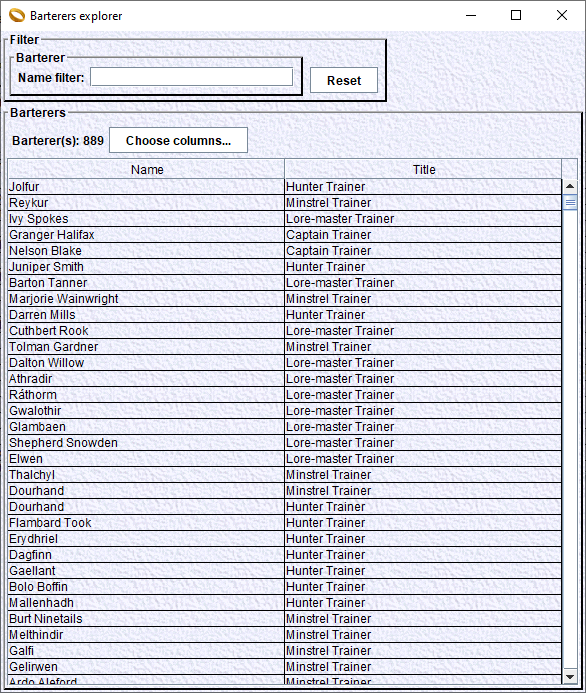 Barterers explorer
Filter
Barterer
Name filter:
Reset
Barterers
Barterer(s): 889 Choose columns...
Name Title
Jolfur Hunter Trainer
Reykur Minstrel Trainer
Ivy Spokes Lore-master Trainer
Granger Halifax Captain Trainer
Nelson Blake Captain Trainer
Juniper Smith Hunter Trainer
Barton Tanner Lore-master Trainer
Marjorie Wainwright Minstrel Trainer
Darren Mills Hunter Trainer
Cuthbert Rook Lore-master Trainer
Tolman Gardner Minstrel Trainer
Dalton Willow Lore-master Trainer
Athradir Lore-master Trainer
Ráthorm Lore-master Trainer
Gwalothir Lore-master Trainer
Glambaen Lore-master Trainer
Shepherd Snowden Lore-master Trainer
Elwen Lore-master Trainer
Thalchyl Minstrel Trainer
Dourhand Minstrel Trainer
Dourhand Hunter Trainer
Flambard Took Hunter Trainer
Erydhriel Hunter Trainer
Dagfinn Hunter Trainer
Gaellant Hunter Trainer
Bolo Boffin Hunter Trainer
Mallenhadh Hunter Trainer
Burt Ninetails Minstrel Trainer
Melthindir Minstrel Trainer
Galfi Minstrel Trainer
Gelirwen Minstrel Trainer
Ardo Aleford Minstrel Trainer